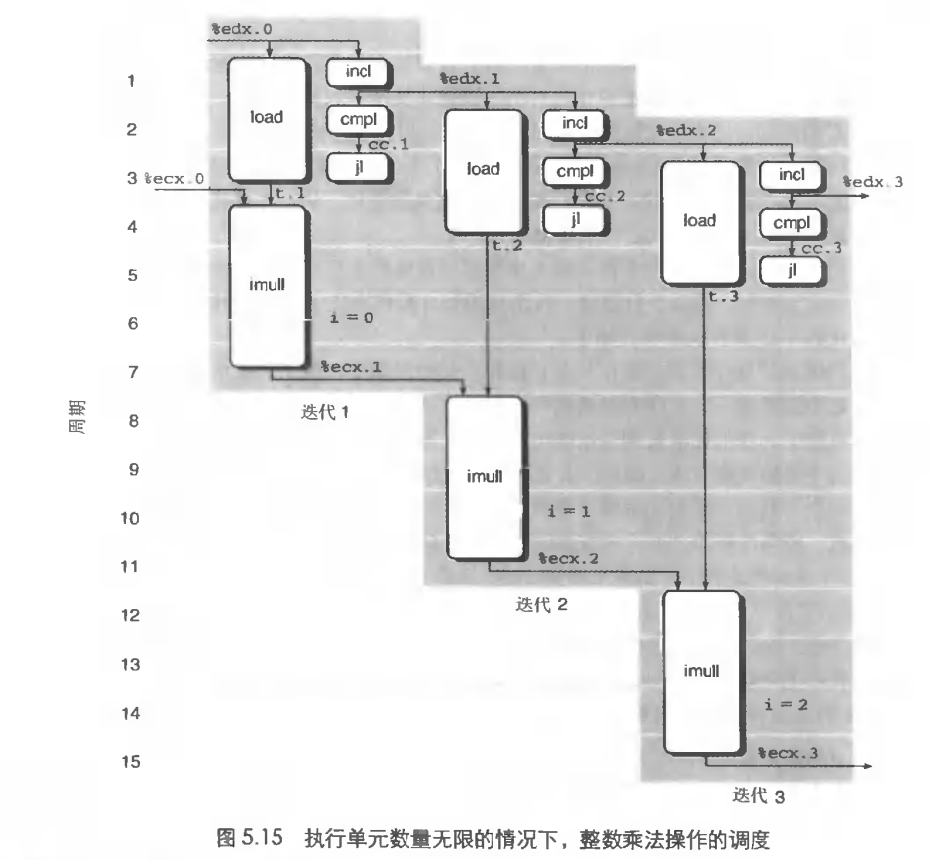 %edx.0
1
incl
%edx.1
load
2
cmpl
incl
%edx.2
cc.1
jl
load
cmpl
incl
3
%ecx.0
t.1
cc.2
%edx.3
load
4
jl
cmpl
t.2
cc.3
5
imull
jl
t.3
6
i = 0
7
%ecx.1
迭代 1
周期
8
9
imull
10
i = 1
11
%ecx.2
迭代 2
12
13
imull
14
i = 2
15
%ecx.3
迭代 3
图 5.15 执行单元数量无限的情况下，整数乘法操作的调度